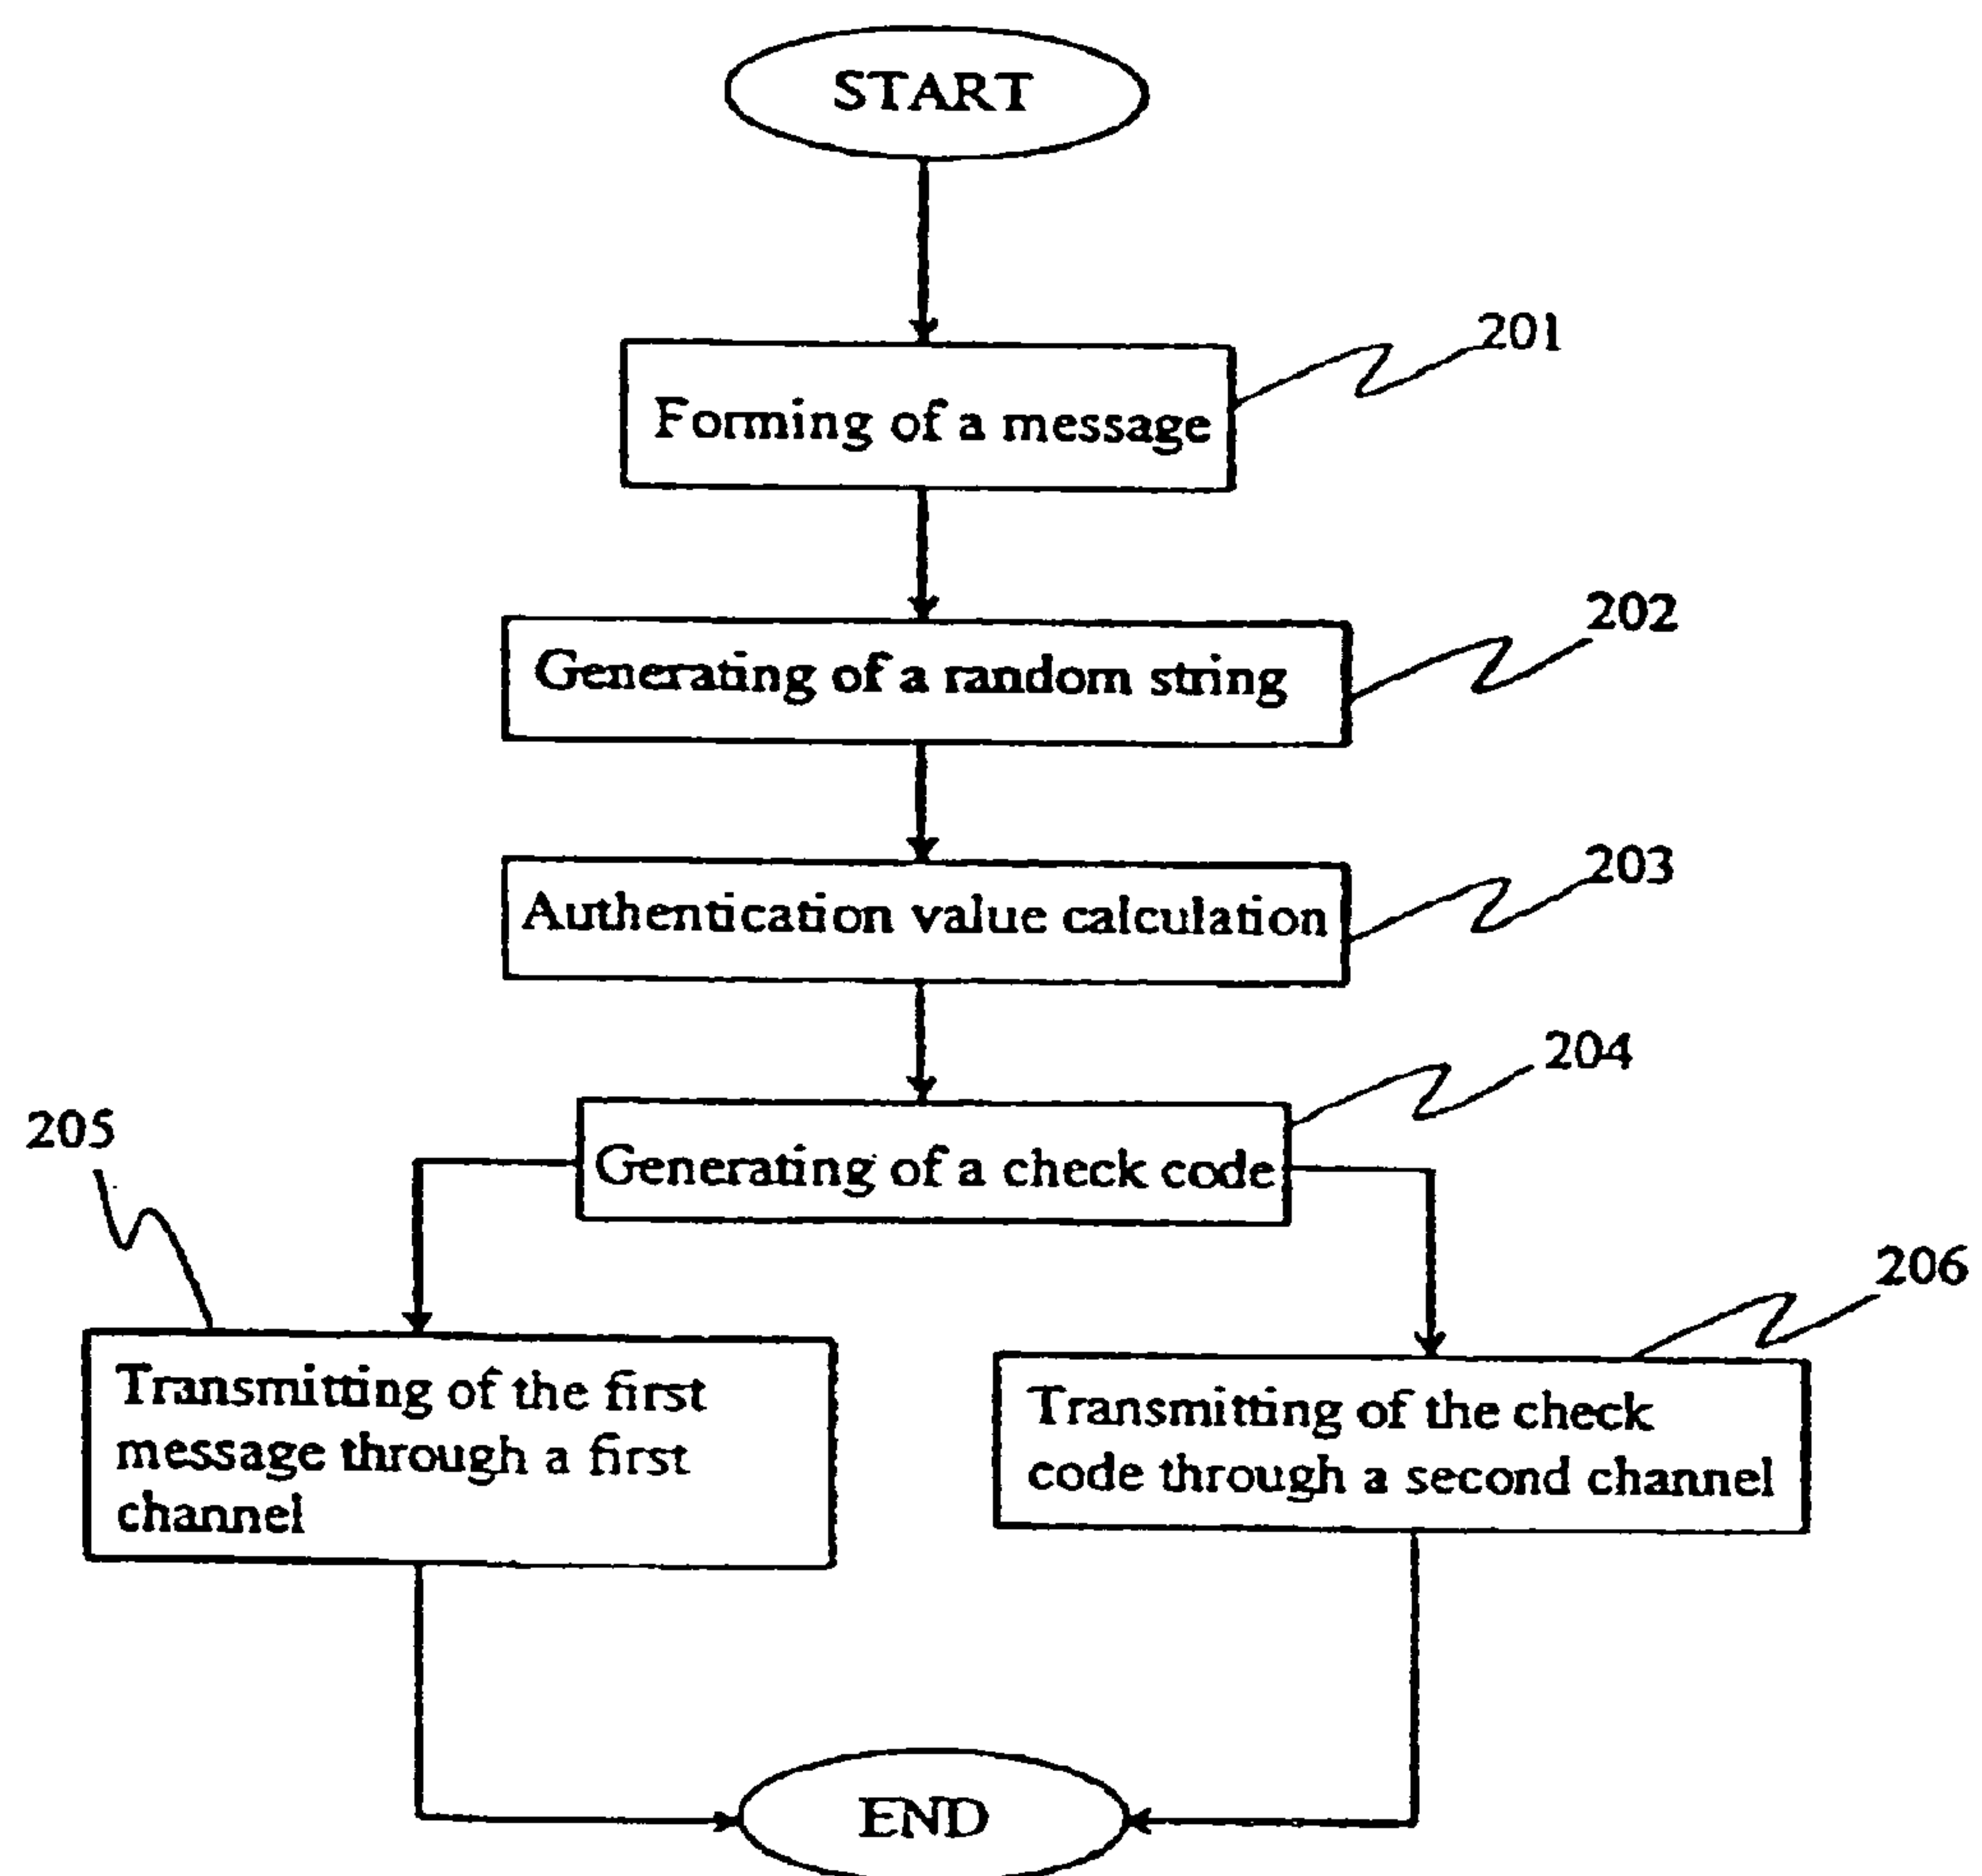 START
201
Forming of a message
202
Generating of a random string
203
Authentication value calculation
204
Generating of a check code
205
206
Transmitting of the first
message through a first
channel
Transmitting of the check
code through a second channel
END